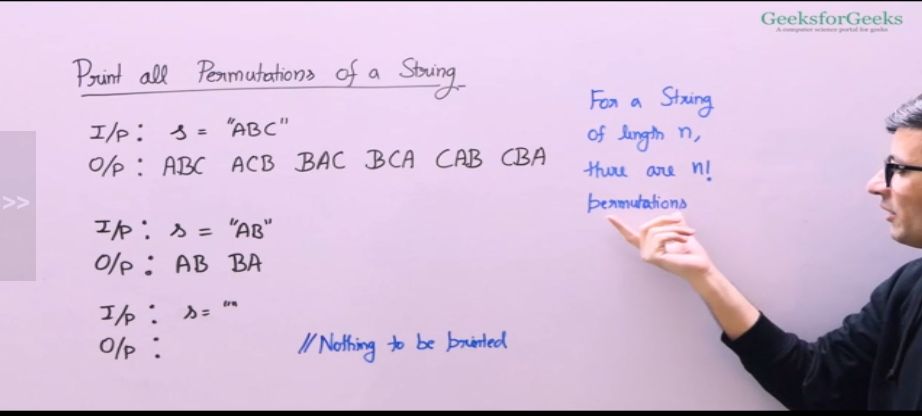 GeeksforGeeks
A computer science portal for geeks
Print all Permutations of a String
I/p : s = "ABC"
O/p : ABC ACB BAC BCA CAB CBA
I/p : s = "AB"
O/p : AB BA
I/p : s = ""
O/p : //Nothing to be printed
For a String
of length n,
there are n!
permutations
>>